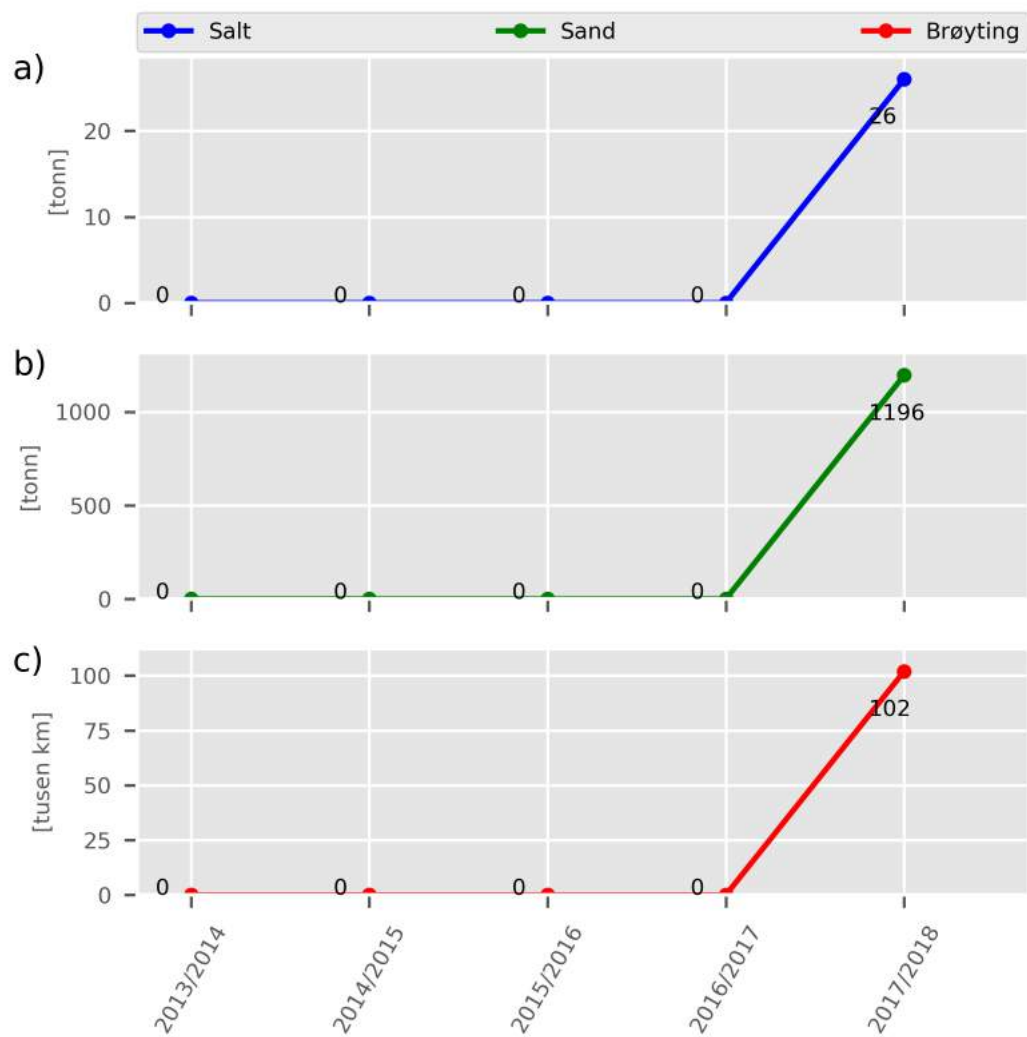 Salt Sand Brøyting
a)
20
10
0
[tonn]
0 0 0 0 26
b)
1000
500
0
[tonn]
0 0 0 0 1196
c)
100
75
50
25
0
[tusen km]
0 0 0 0 102
2013/2014 2014/2015 2015/2016 2016/2017 2017/2018